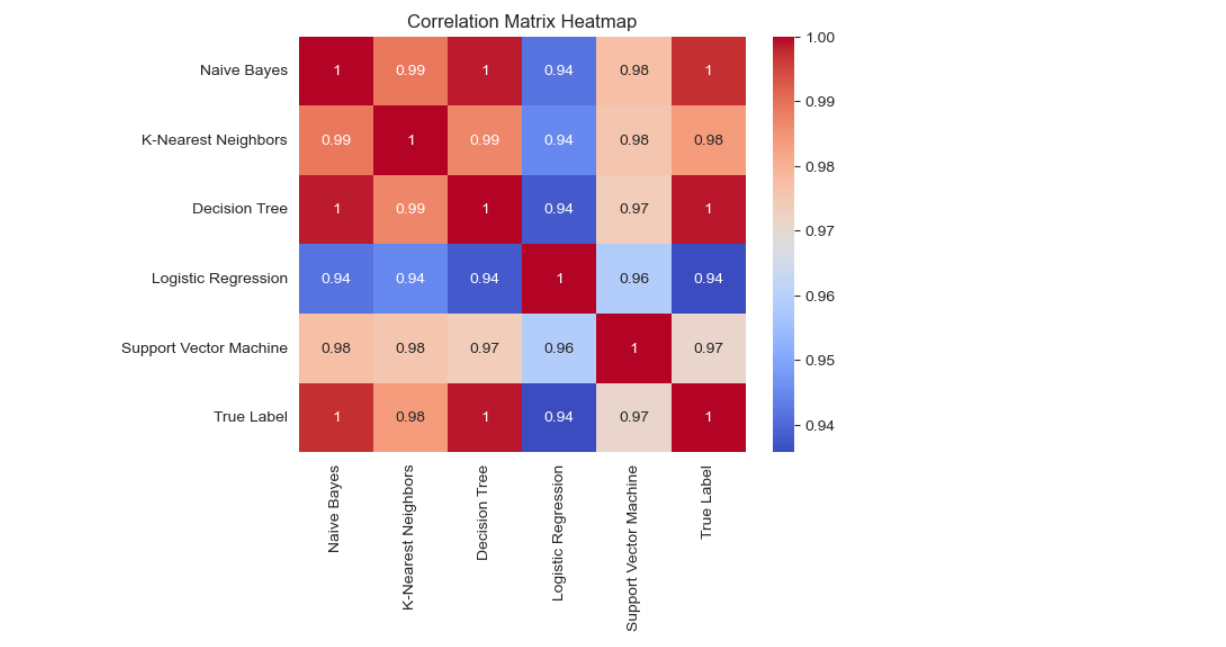 Correlation Matrix Heatmap
Naive Bayes 1 0.99 1 0.94 0.98 1
K-Nearest Neighbors 0.99 1 0.99 0.94 0.98 0.98
Decision Tree 1 0.99 1 0.94 0.97 1
Logistic Regression 0.94 0.94 0.94 1 0.96 0.94
Support Vector Machine 0.98 0.98 0.97 0.96 1 0.97
True Label 1 0.98 1 0.94 0.97 1
Naive Bayes
K-Nearest Neighbors
Decision Tree
Logistic Regression
Support Vector Machine
True Label
1.00
0.99
0.98
0.97
0.96
0.95
0.94